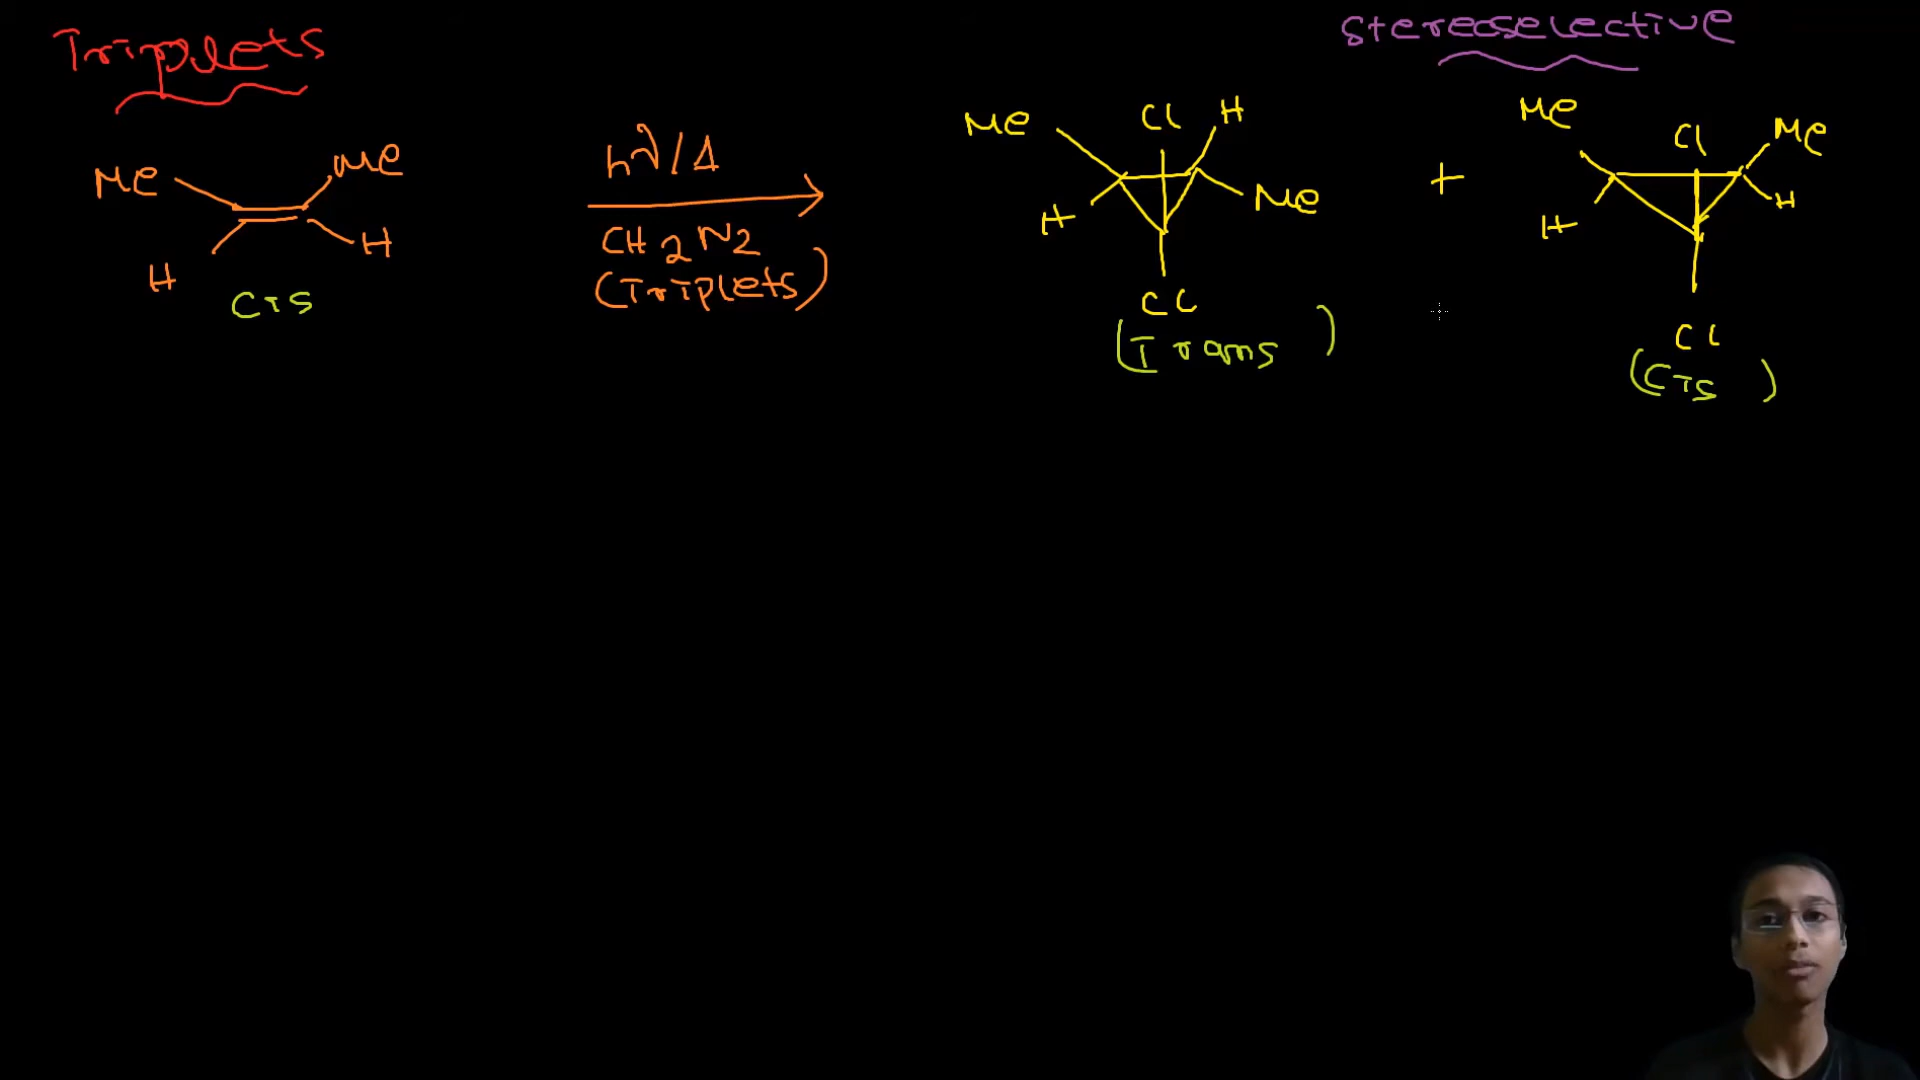 Triplets
stereoselective
Me Me
H H
cis
hν/Δ
CH2N2
(Triplets)
Me Cl H
H Me
Cl
(Trans)
+
Me Cl Me
H H
Cl
(cis)